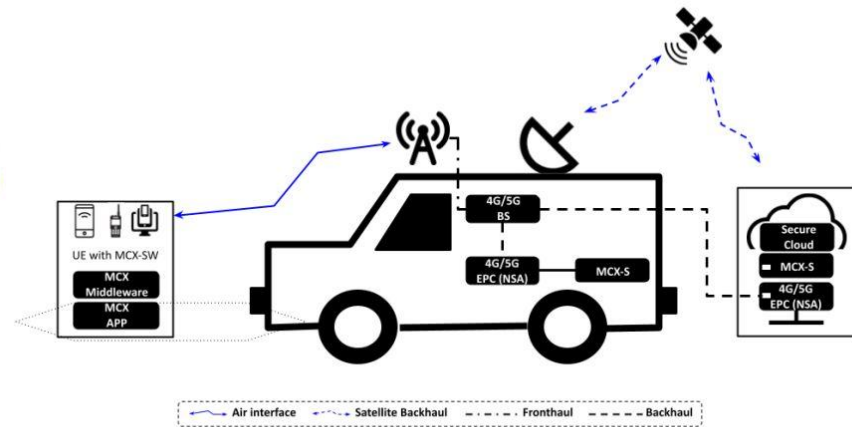 UE with MCX-SW
MCX
Middleware
MCX
APP
4G/5G
BS
4G/5G
EPC (NSA)
MCX-S
Secure
Cloud
MCX-S
4G/5G
EPC (NSA)
Air interface
Satellite Backhaul
Fronthaul
Backhaul